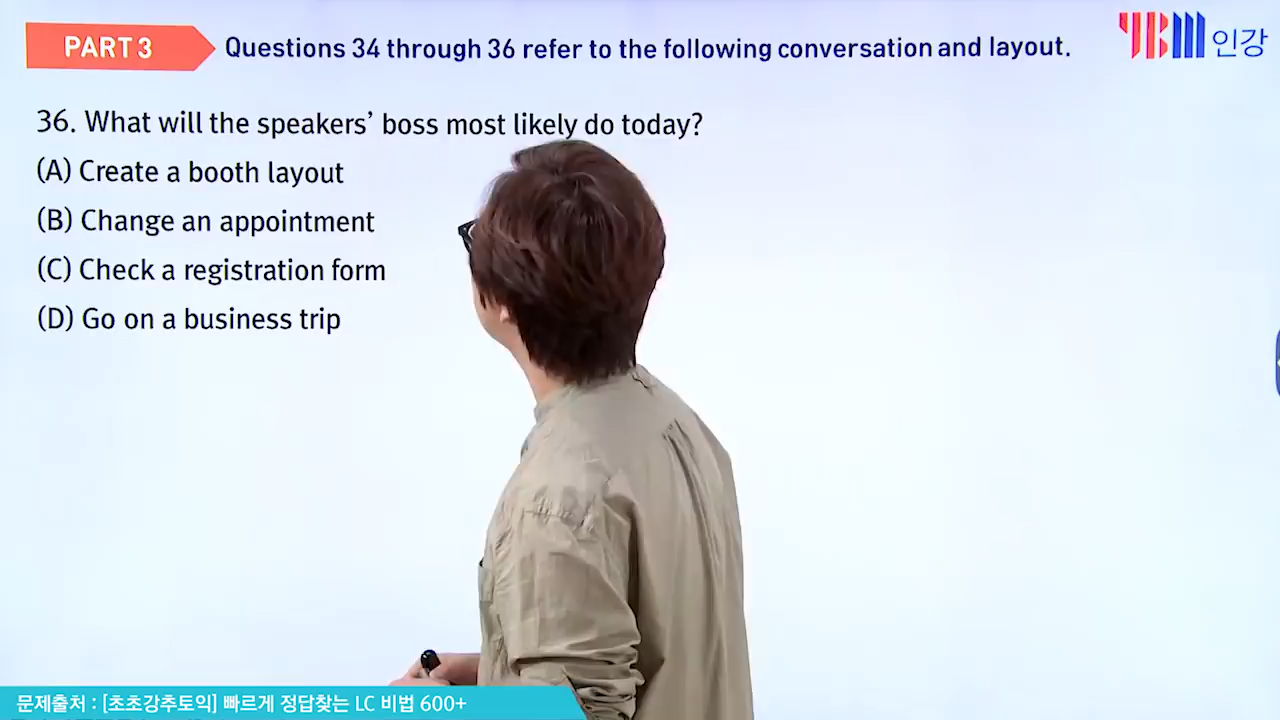 PART 3
Questions 34 through 36 refer to the following conversation and layout.
YBM 인강
36. What will the speakers’ boss most likely do today?
(A) Create a booth layout
(B) Change an appointment
(C) Check a registration form
(D) Go on a business trip
문제출처 : [초초강추토익] 빠르게 정답찾는 LC 비법 600+